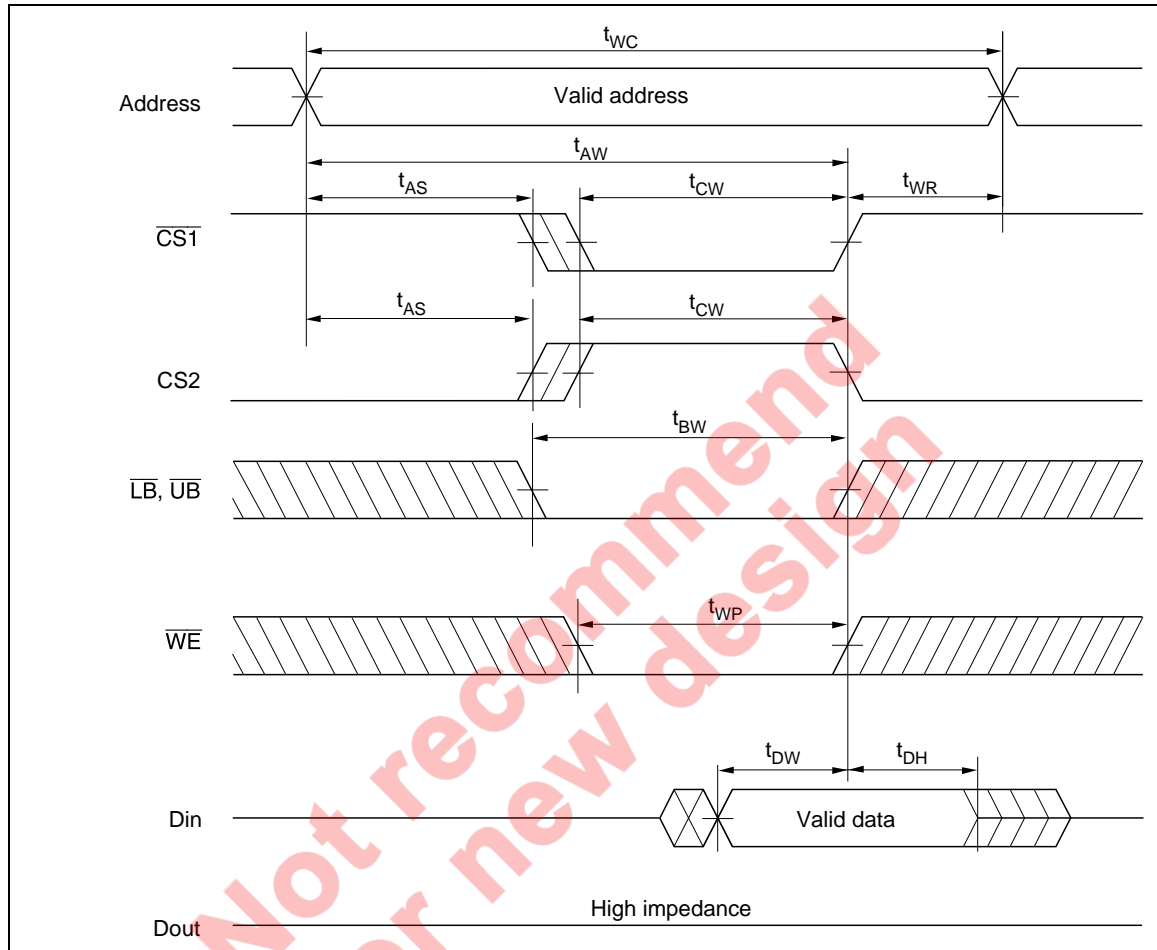 tWC
Address
Valid address
tAW
tAS
tCW
tWR
CS1
tAS
tCW
CS2
tBW
LB, UB
tWP
WE
tDW
tDH
Din
Valid data
High impedance
Dout
Not recommend
for new design